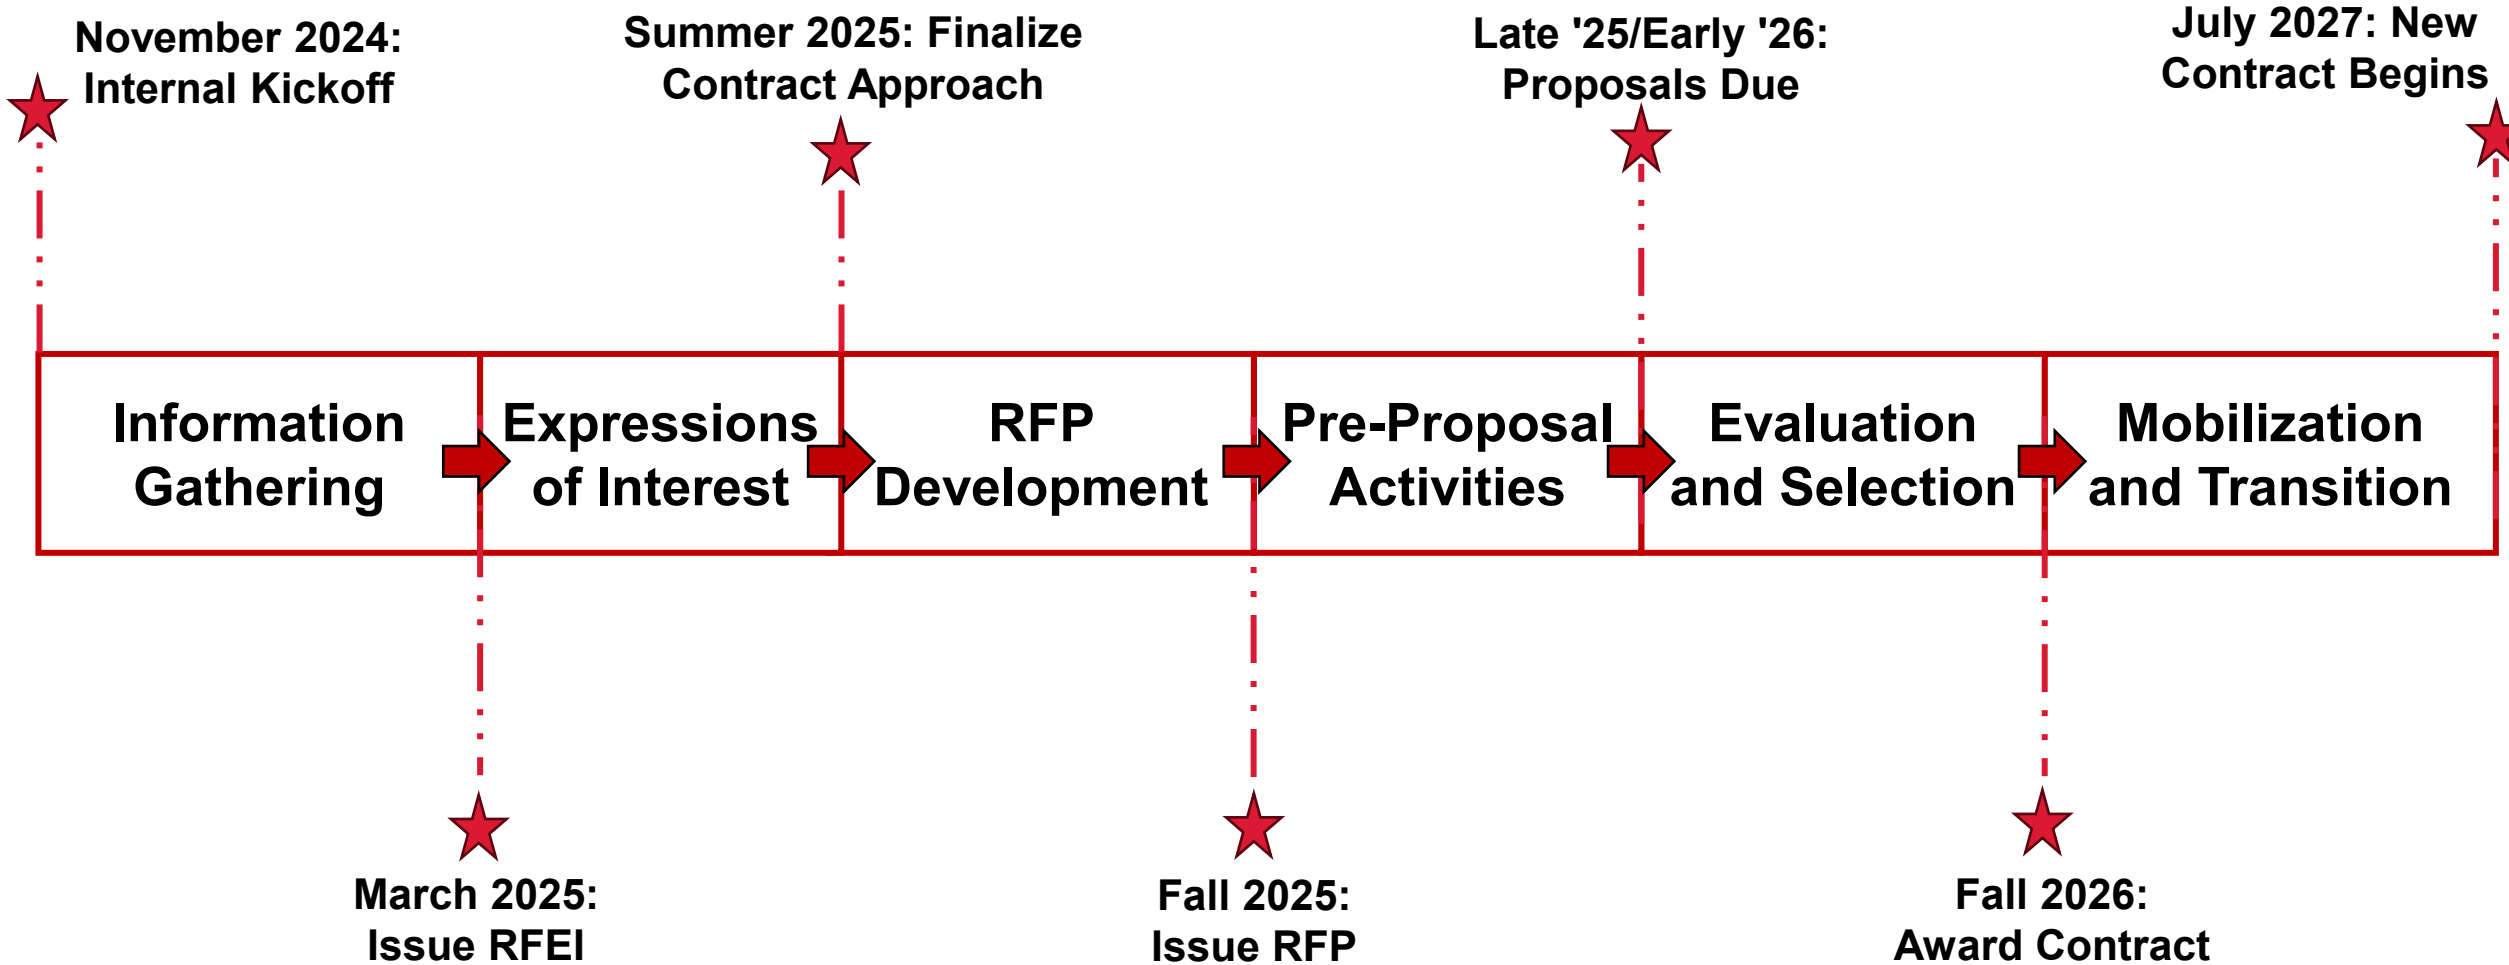 November 2024:
Internal Kickoff
Summer 2025: Finalize
Contract Approach
Late '25/Early '26:
Proposals Due
July 2027: New
Contract Begins
Information
Gathering
Expressions
of Interest
RFP
Development
Pre-Proposal
Activities
Evaluation
and Selection
Mobilization
and Transition
March 2025:
Issue RFEI
Fall 2025:
Issue RFP
Fall 2026:
Award Contract